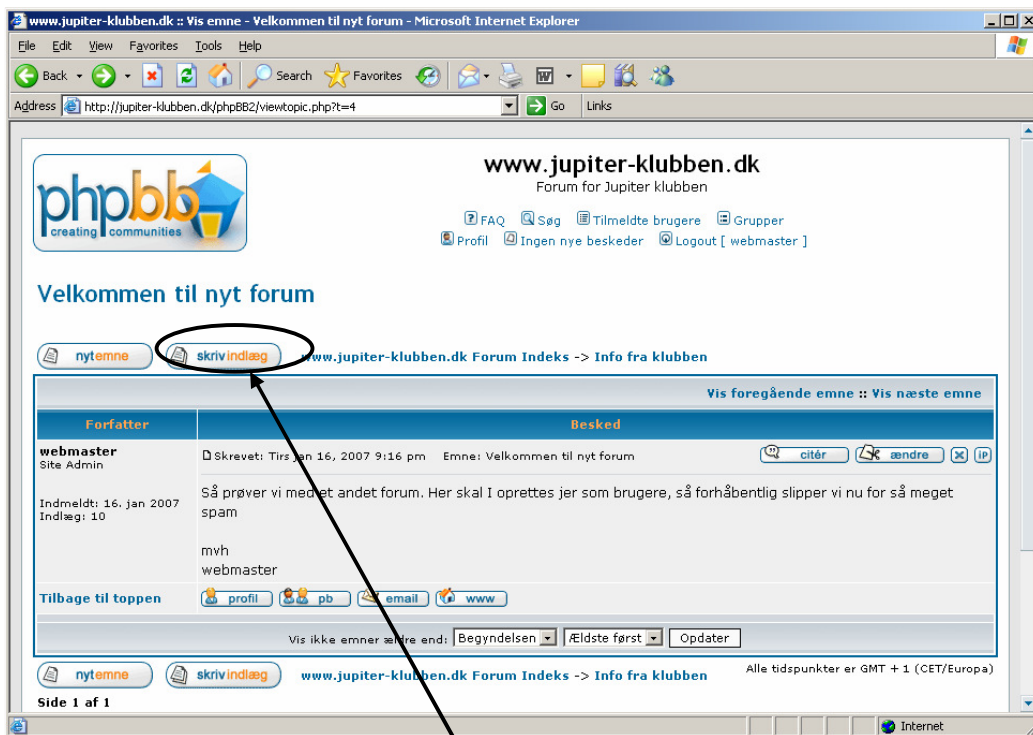 www.jupiter-klubben.dk :: Vis emne - Velkommen til nyt forum - Microsoft Internet Explorer
File Edit View Favorites Tools Help
Back Search Favorites
Address http://jupiter-klubben.dk/phpBB2/viewtopic.php?t=4 Go Links
phpbb
creating communities
www.jupiter-klubben.dk
Forum for Jupiter klubben
FAQ Søg Tilmeldte brugere Grupper
Profil Ingen nye beskeder Logout [ webmaster ]
Velkommen til nyt forum
nytemne skrivindlæg www.jupiter-klubben.dk Forum Indeks -> Info fra klubben
Vis foregående emne :: Vis næste emne
Forfatter Besked
webmaster
Site Admin
Indmeldt: 16. jan 2007
Indlæg: 10
Skrevet: Tirs jan 16, 2007 9:16 pm Emne: Velkommen til nyt forum citér ændre X iP
Så prøver vi med et andet forum. Her skal I oprettes jer som brugere, så forhåbentlig slipper vi nu for så meget
spam
mvh
webmaster
Tilbage til toppen profil pb email www
Vis ikke emner ældre end: Begyndelsen Ældste først Opdater
nytemne skrivindlæg www.jupiter-klubben.dk Forum Indeks -> Info fra klubben
Alle tidspunkter er GMT + 1 (CET/Europa)
Side 1 af 1
Internet